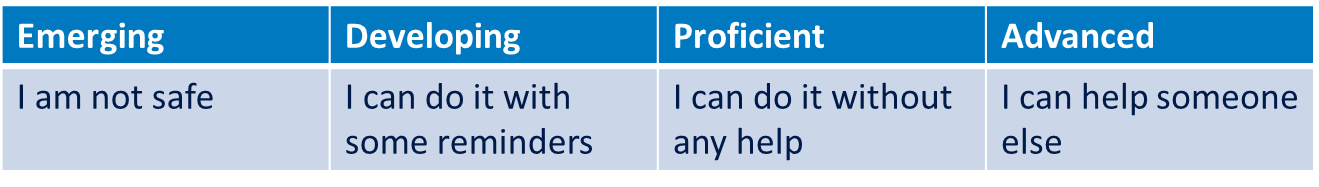 Emerging Developing Proficient Advanced
I am not safe I can do it with I can do it without I can help someone
some reminders any help else